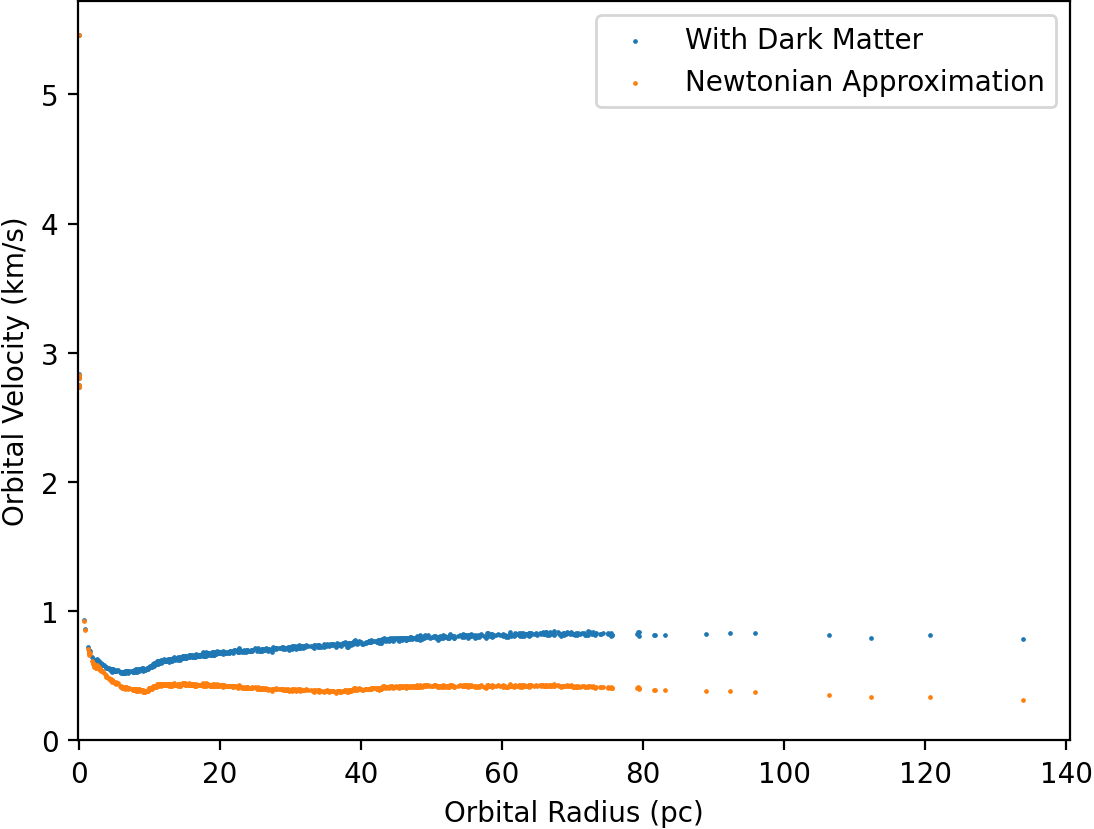 With Dark Matter
Newtonian Approximation
5
4
3
2
1
0
Orbital Velocity (km/s)
0 20 40 60 80 100 120 140
Orbital Radius (pc)